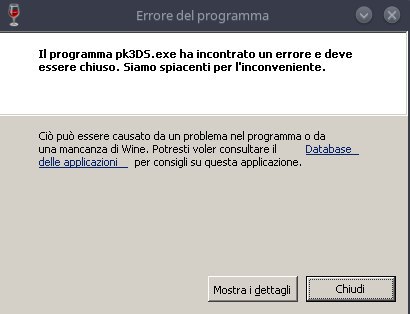 Errore del programma
Il programma pk3DS.exe ha incontrato un errore e deve
essere chiuso. Siamo spiacenti per l'inconveniente.
Ciò può essere causato da un problema nel programma o da
una mancanza di Wine. Potresti voler consultare il Database
delle applicazioni per consigli su questa applicazione.
Mostra i dettagli Chiudi